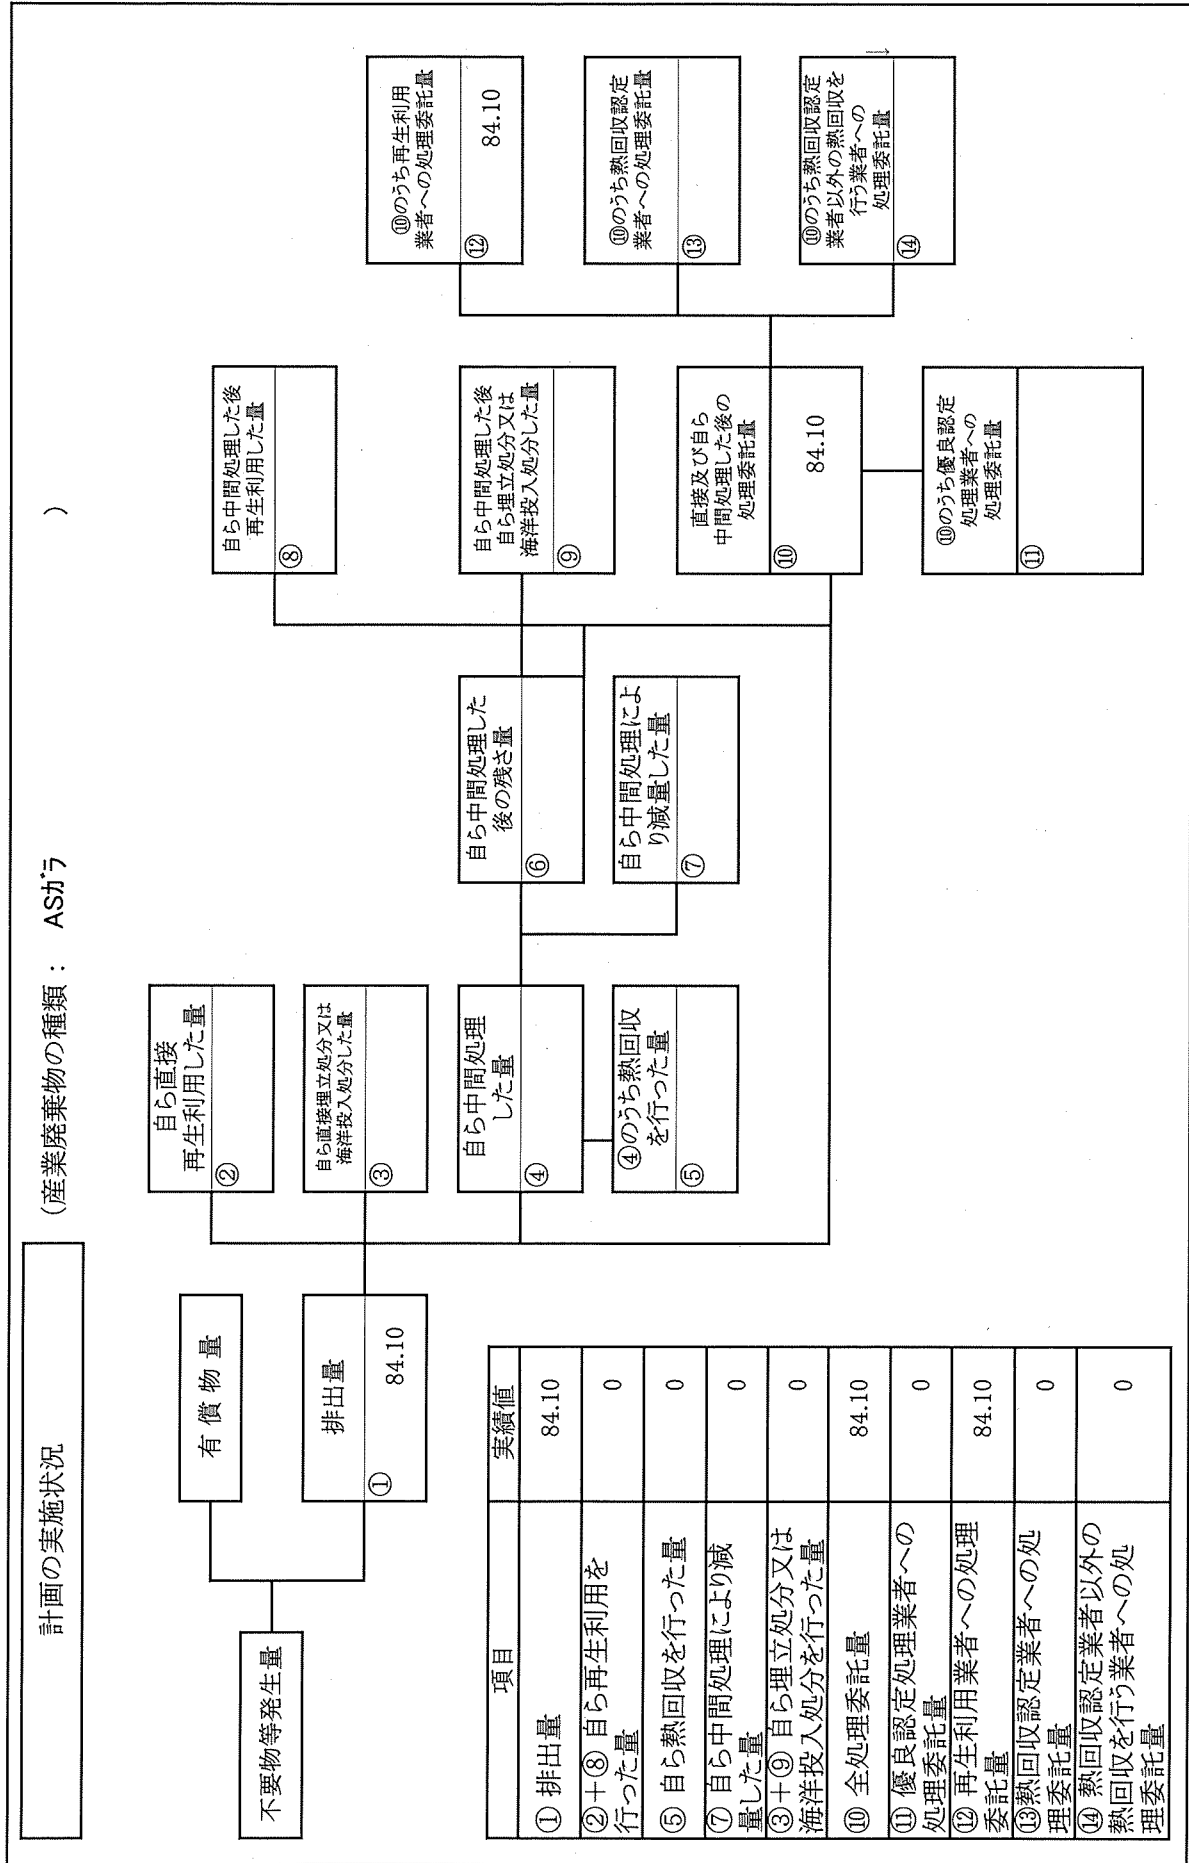 計画の実施状況
(産業廃棄物の種類： ASガラ )
不要物等発生量
有 償 物 量
排出量
①
84.10
自ら直接
再生利用した量
②
自ら直接埋立処分又は
海洋投入処分した量
③
自ら中間処理
した量
④
④のうち熱回収
を行った量
⑤
自ら中間処理した
後の残さ量
⑥
自ら中間処理によ
り減量した量
⑦
自ら中間処理した後
再生利用した量
⑧
自ら中間処理した後
自ら埋立処分又は
海洋投入処分した量
⑨
直接及び自ら
中間処理した後の
処理委託量
⑩
84.10
⑩のうち優良認定
処理業者への
処理委託量
⑪
⑩のうち再生利用
業者への処理委託量
⑫
84.10
⑩のうち熱回収認定
業者への処理委託量
⑬
⑩のうち熱回収認定
業者以外の熱回収を
行う業者への
処理委託量
⑭
項目 実績値
① 排出量 84.10
②＋⑧ 自ら再生利用を
行った量 0
⑤ 自ら熱回収を行った量 0
⑦ 自ら中間処理により減
量した量 0
③＋⑨ 自ら埋立処分又は
海洋投入処分を行った量 0
⑩ 全処理委託量 84.10
⑪ 優良認定処理業者への
処理委託量 0
⑫ 再生利用業者への処理
委託量 84.10
⑬熱回収認定業者への処
理委託量 0
⑭ 熱回収認定業者以外の
熱回収を行う業者への処
理委託量 0